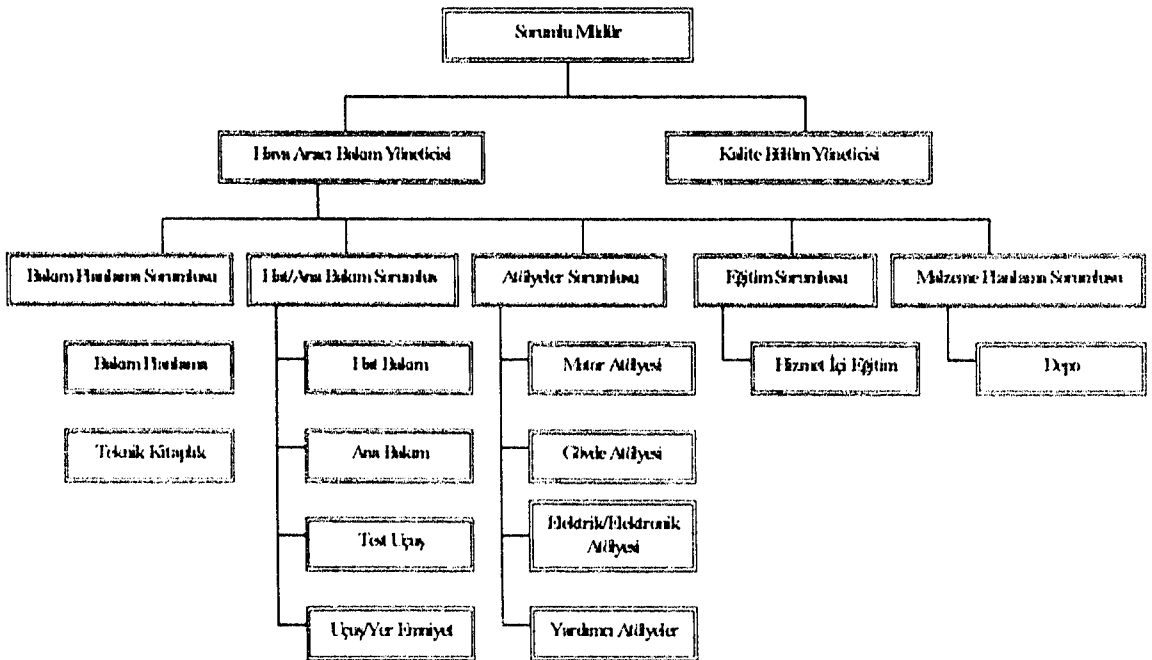 Sorumlu Müdür
Hava Aracı Bakım Yöneticisi
Kalite Bölüm Yöneticisi
Bakım Planlama Sorumlusu
Hat/Ana Bakım Sorumlus
Atölyeler Sorumlusu
Eğitim Sorumlusu
Malzeme Planlama Sorumlusu
Bakım Planlama
Hat Bakım
Motor Atölyesi
Hizmet İçi Eğitim
Depo
Teknik Kitaplık
Ana Bakım
Gövde Atölyesi
Test Uçuş
Elektrik/Elektronik
Atölyesi
Uçuş/Yer Emniyet
Yardımcı Atölyeler